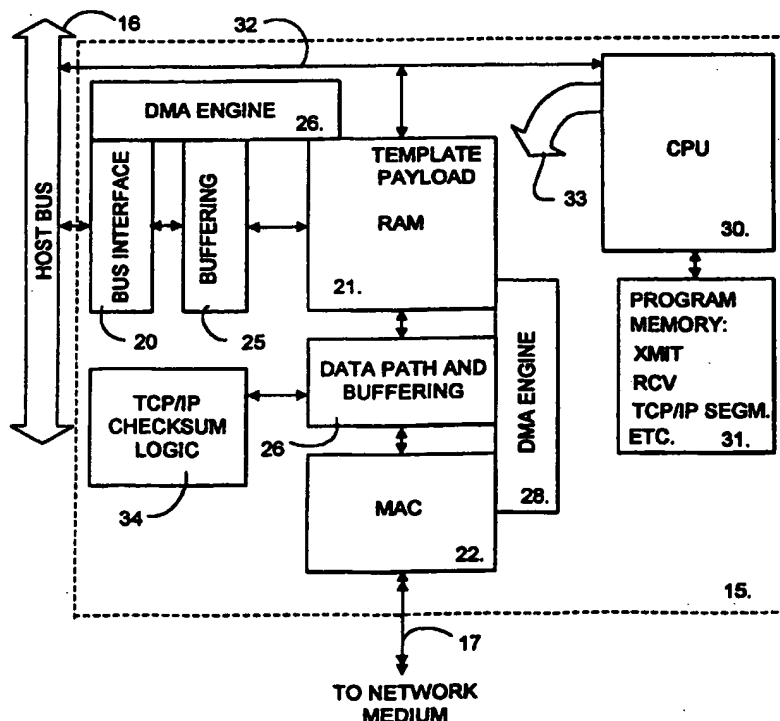 16
32
DMA ENGINE
26.
CPU
30.
33
HOST BUS
BUS INTERFACE
20
BUFFERING
25
TEMPLATE
PAYLOAD
RAM
21.
PROGRAM
MEMORY:
XMIT
RCV
TCP/IP SEGM.
ETC.
31.
DATA PATH AND
BUFFERING
26
DMA ENGINE
28.
TCP/IP
CHECKSUM
LOGIC
34
MAC
22.
15.
17
TO NETWORK
MEDIUM